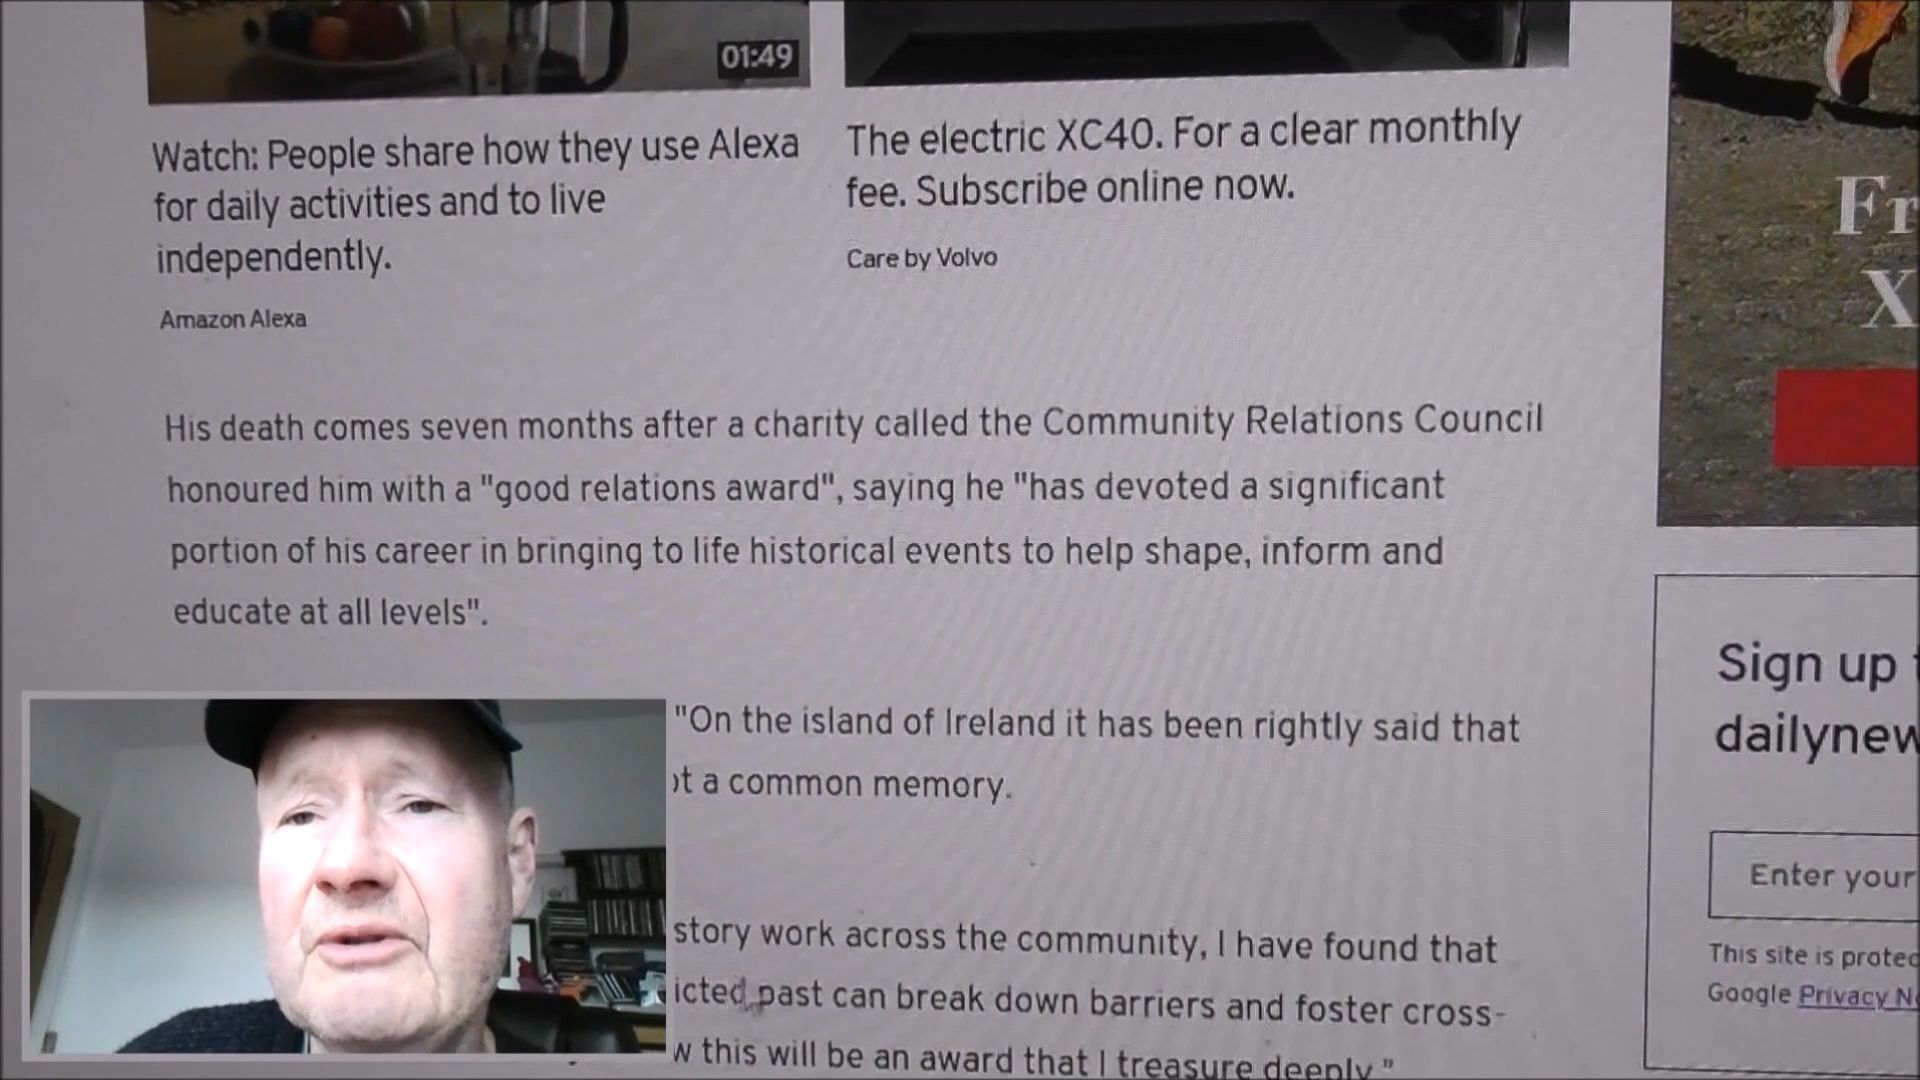 01:49
Watch: People share how they use Alexa
for daily activities and to live
independently.
Amazon Alexa
The electric XC40. For a clear monthly
fee. Subscribe online now.
Care by Volvo
His death comes seven months after a charity called the Community Relations Council
honoured him with a "good relations award", saying he "has devoted a significant
portion of his career in bringing to life historical events to help shape, inform and
educate at all levels".
"On the island of Ireland it has been rightly said that
a common memory.
story work across the community, I have found that
past can break down barriers and foster cross-
this will be an award that I treasure deeply."
Fr
X
Sign up
dailynew
Enter your
This site is protec
Google Privacy N